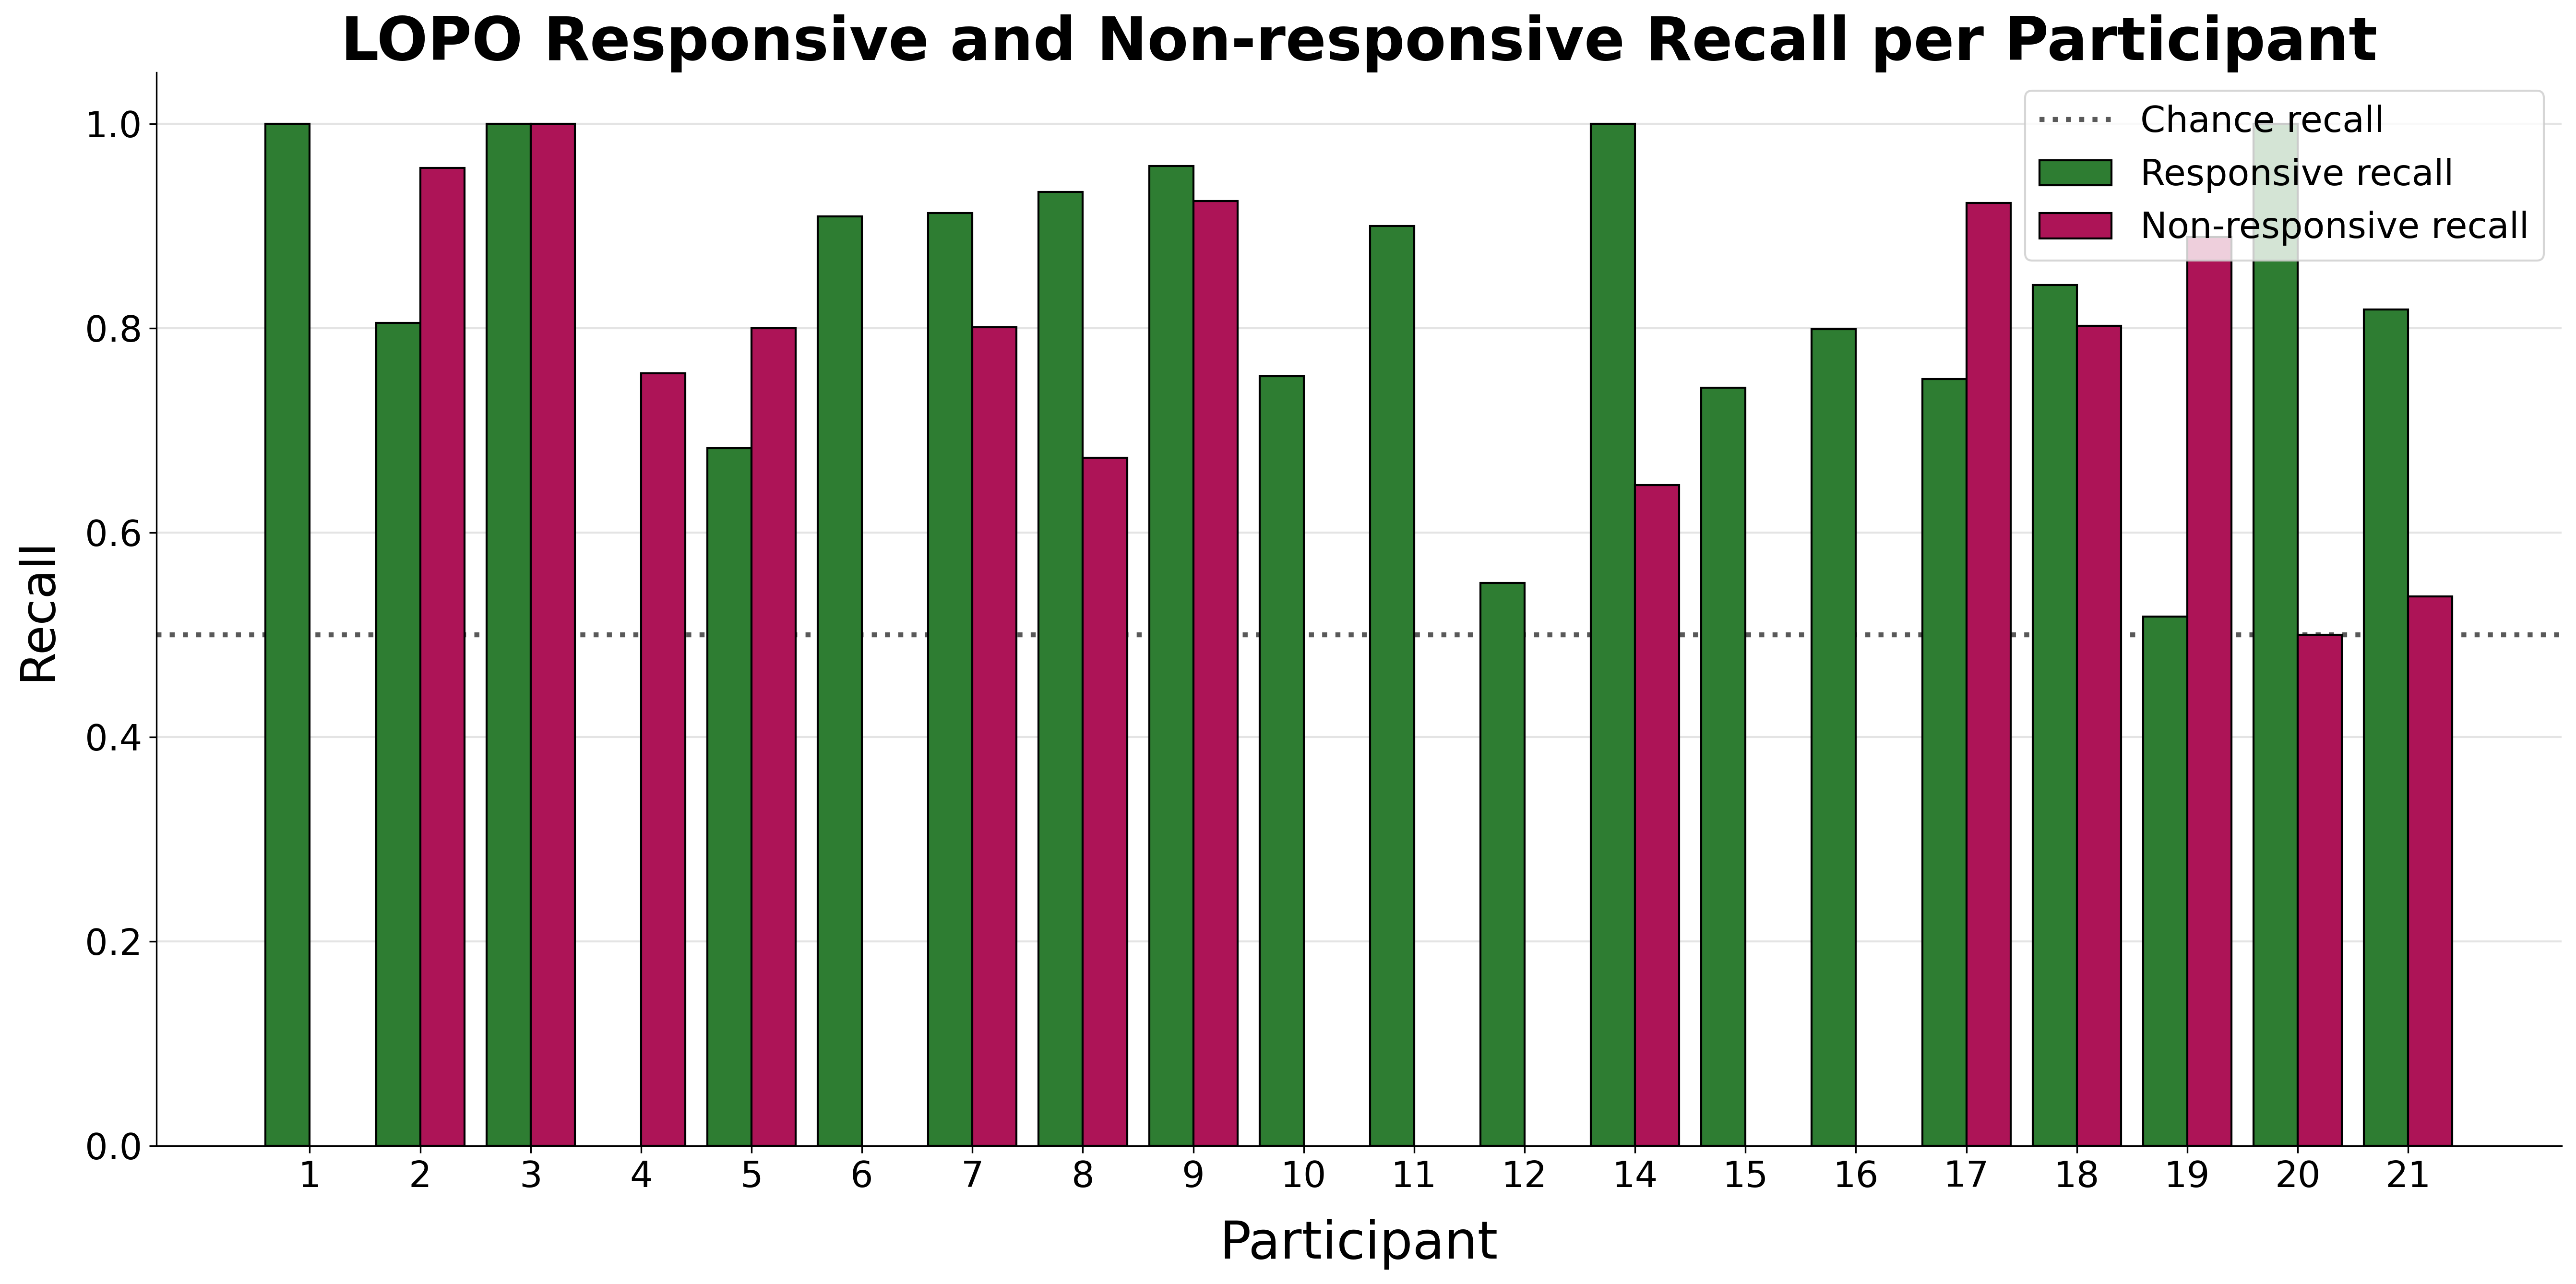 LOPO Responsive and Non-responsive Recall per Participant
Chance recall
Responsive recall
Non-responsive recall
1.0
0.8
0.6
0.4
0.2
0.0
Recall
1 2 3 4 5 6 7 8 9 10 11 12 14 15 16 17 18 19 20 21
Participant